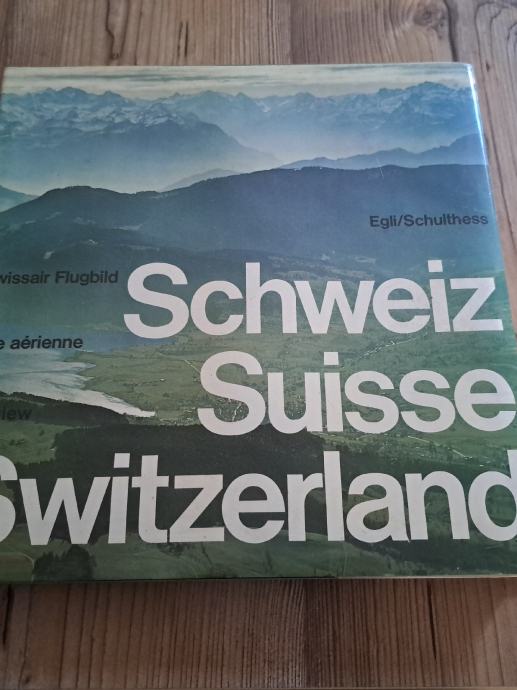 Egli/Schulthess
wissair Flugbild
Schweiz
e aérienne
Suisse
iew
Switzerland